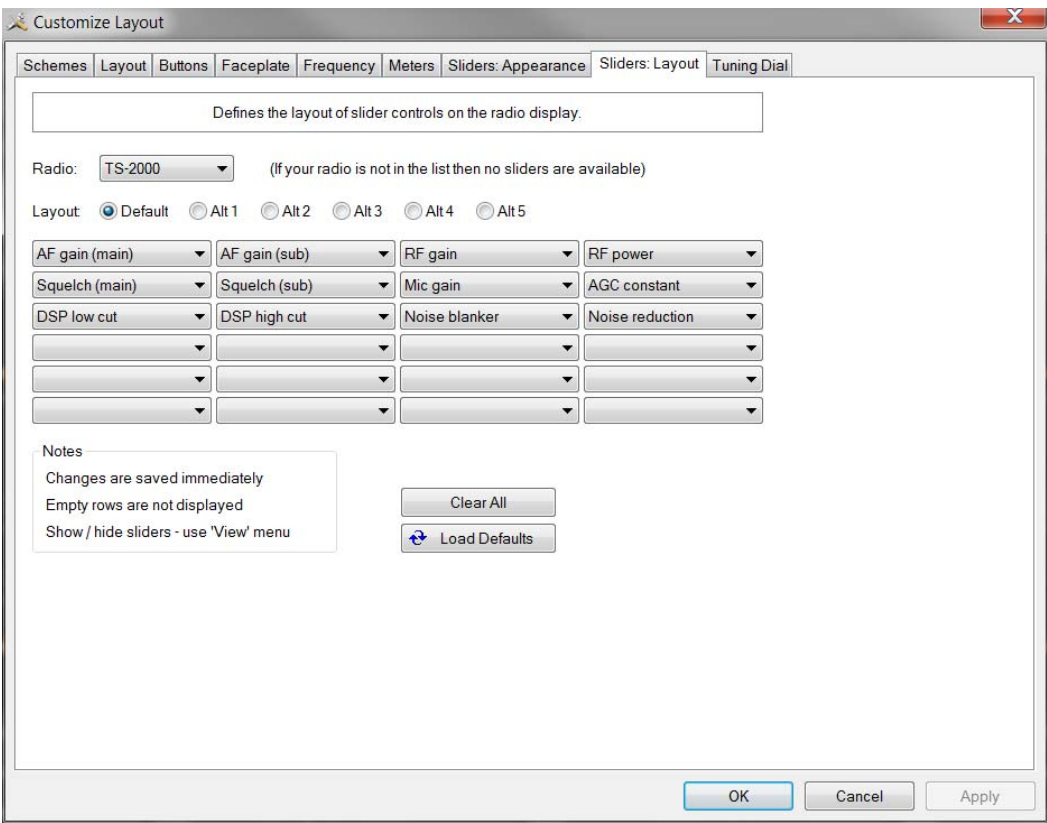 Customize Layout
X
Schemes Layout Buttons Faceplate Frequency Meters Sliders: Appearance Sliders: Layout Tuning Dial
Defines the layout of slider controls on the radio display.
Radio: TS-2000 (If your radio is not in the list then no sliders are available)
Layout: Default Alt 1 Alt 2 Alt 3 Alt 4 Alt 5
AF gain (main) AF gain (sub) RF gain RF power
Squelch (main) Squelch (sub) Mic gain AGC constant
DSP low cut DSP high cut Noise blanker Noise reduction
Notes
Changes are saved immediately
Empty rows are not displayed
Show / hide sliders - use 'View' menu
Clear All
Load Defaults
OK Cancel Apply